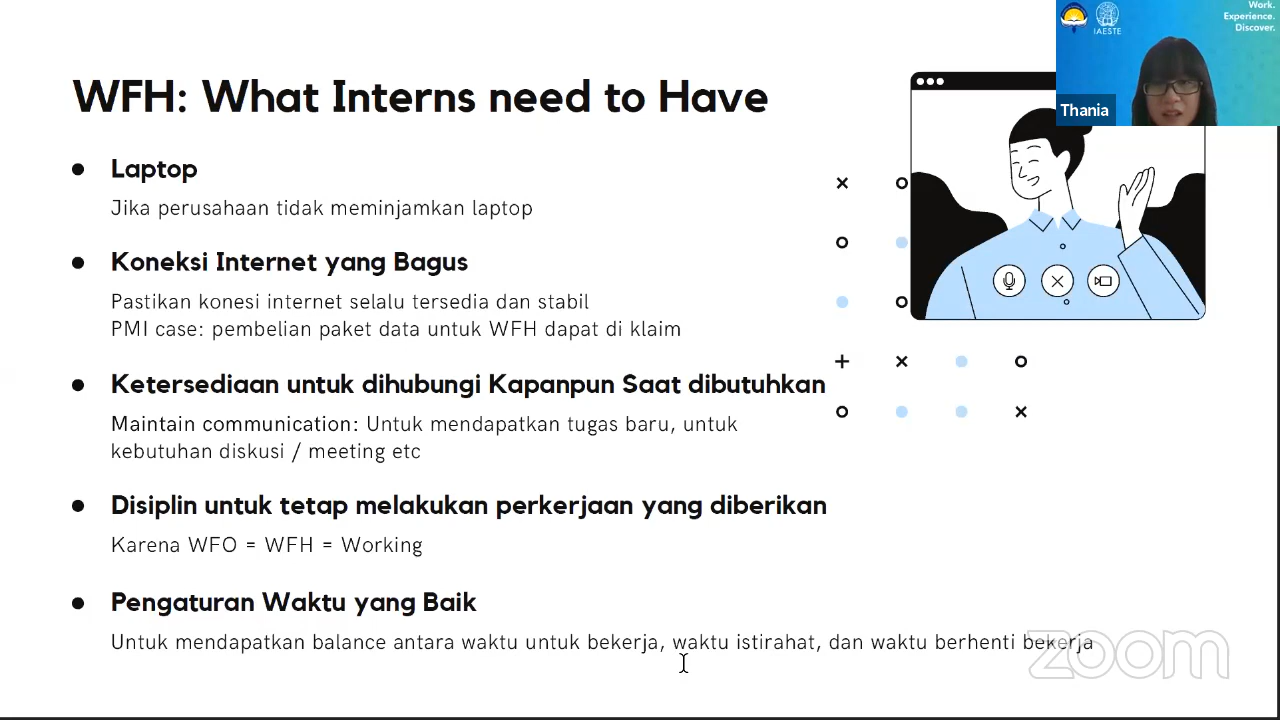 Work.
Experience.
Discover.
IAESTE
Thania
WFH: What Interns need to Have
Laptop
Jika perusahaan tidak meminjamkan laptop
Koneksi Internet yang Bagus
Pastikan konesi internet selalu tersedia dan stabil
PMI case: pembelian paket data untuk WFH dapat di klaim
Ketersediaan untuk dihubungi Kapanpun Saat dibutuhkan
Maintain communication: Untuk mendapatkan tugas baru, untuk
kebutuhan diskusi / meeting etc
Disiplin untuk tetap melakukan perkerjaan yang diberikan
Karena WFO = WFH = Working
Pengaturan Waktu yang Baik
Untuk mendapatkan balance antara waktu untuk bekerja, waktu istirahat, dan waktu berhenti bekerja
zoom